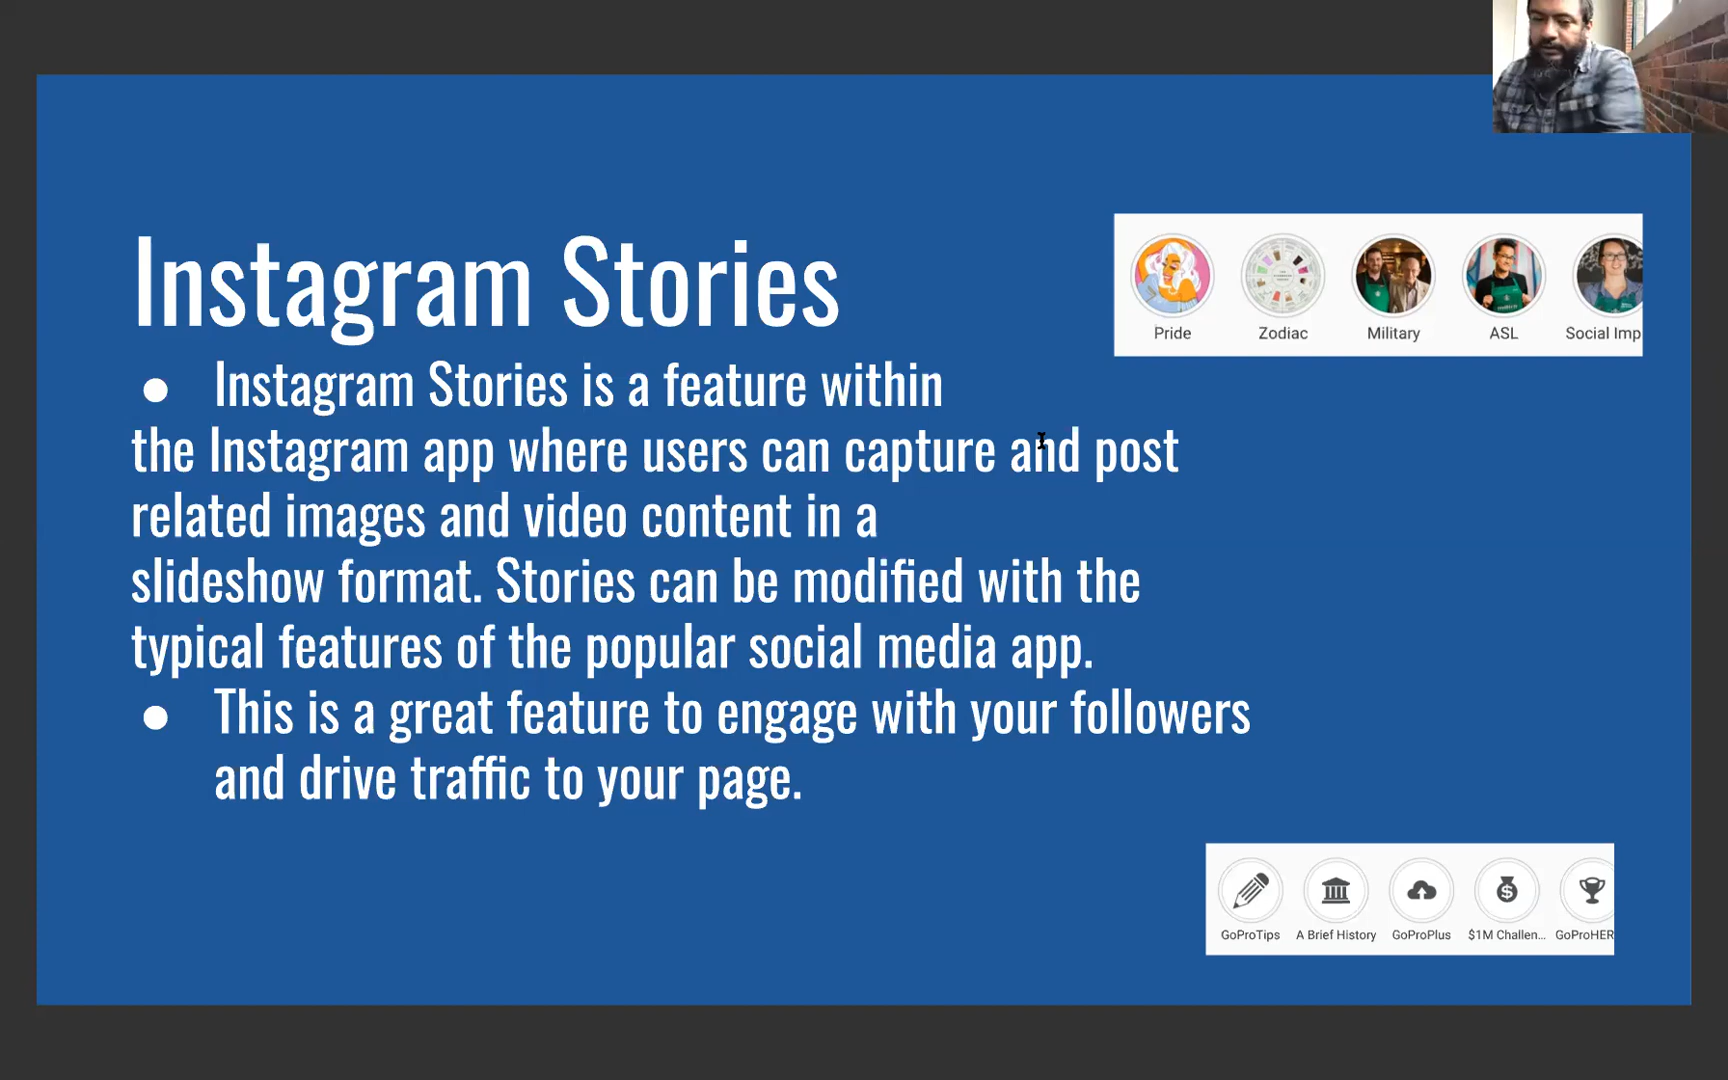 Instagram Stories
● Instagram Stories is a feature within
the Instagram app where users can capture and post
related images and video content in a
slideshow format. Stories can be modified with the
typical features of the popular social media app.
● This is a great feature to engage with your followers
and drive traffic to your page.
Pride Zodiac Military ASL Social Imp
GoProTips A Brief History GoProPlus $1M Challen... GoProHER